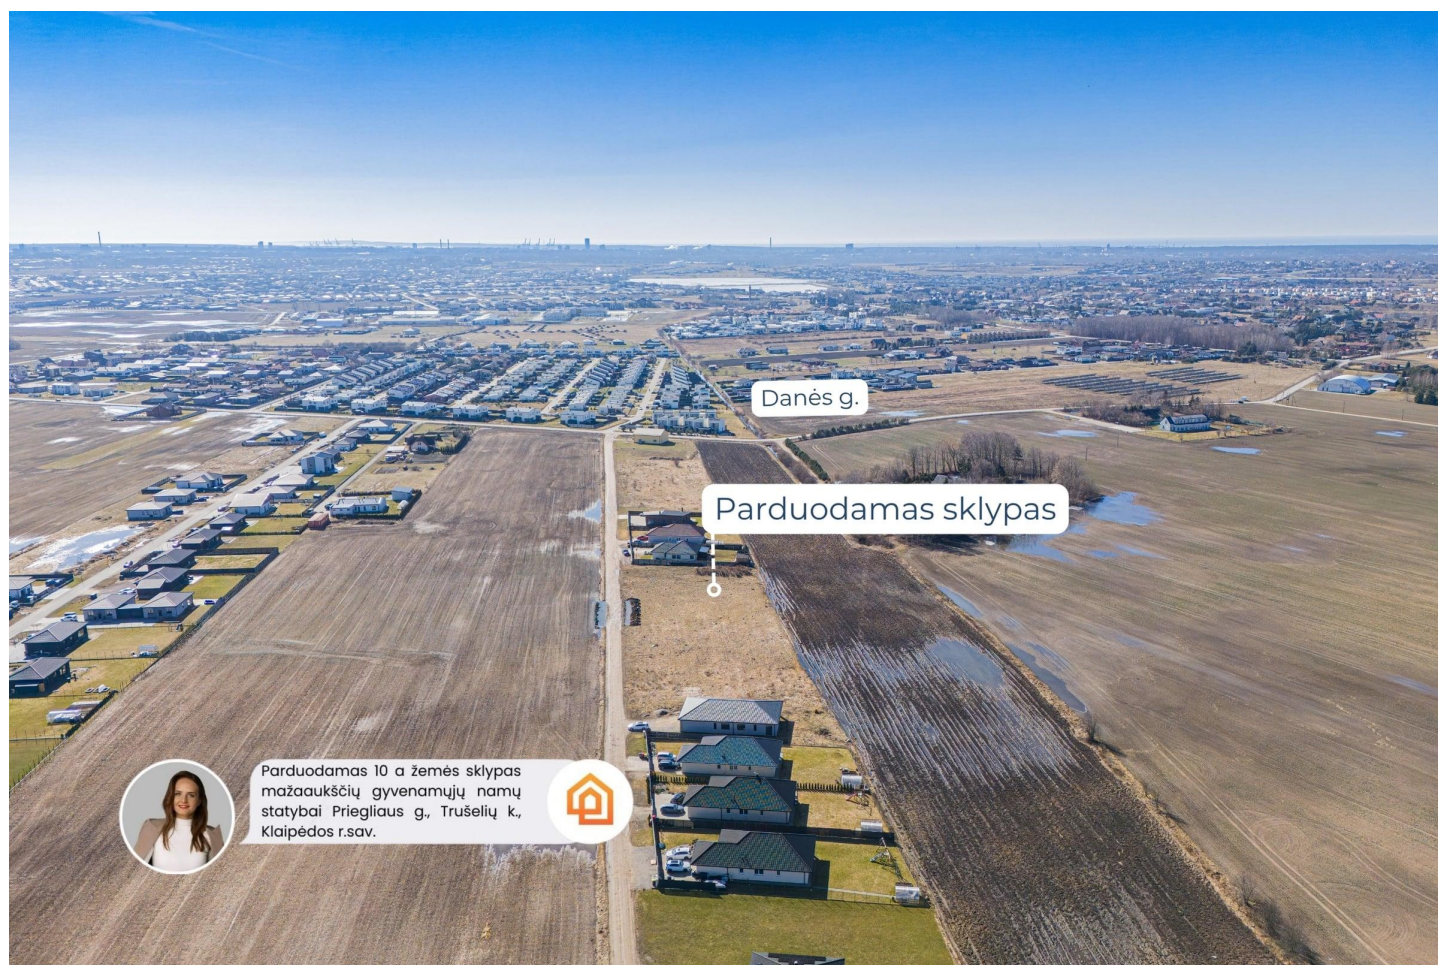 Danės g.
Parduodamas sklypas
Parduodamas 10 a žemės sklypas
mažaaukščių gyvenamųjų namų
statybai Priegliaus g., Trušelių k.,
Klaipėdos r.sav.